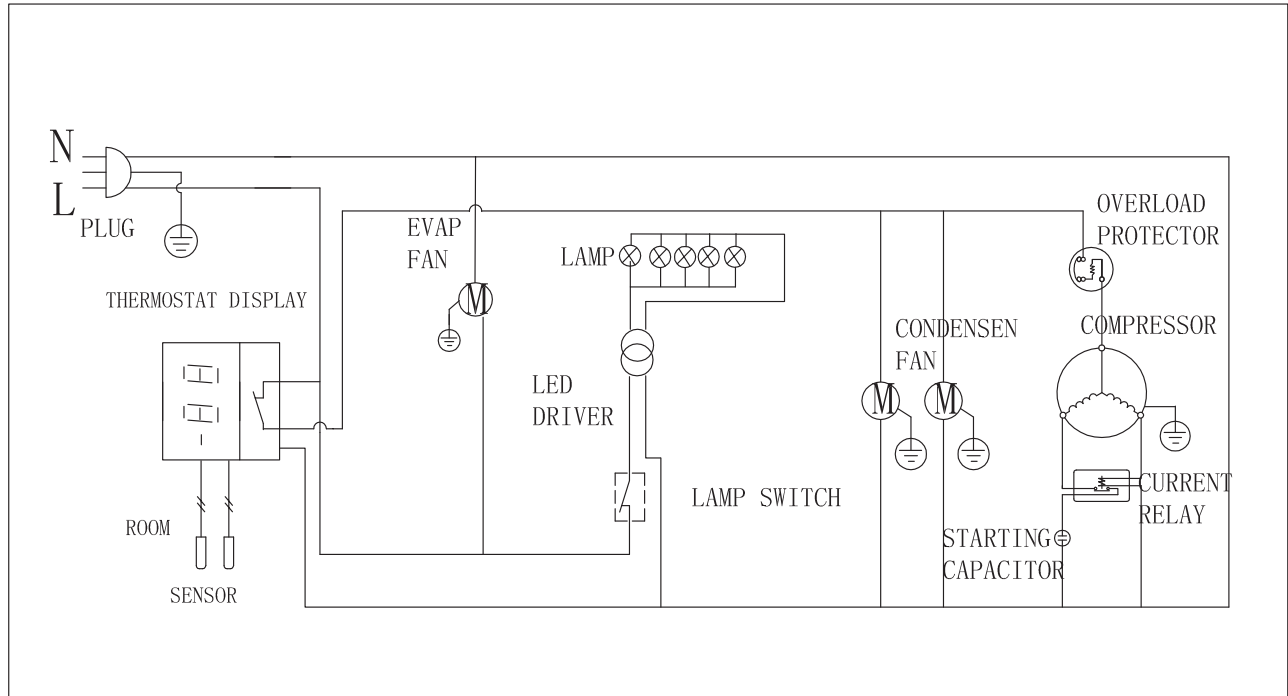 N
L
PLUG
THERMOSTAT DISPLAY
ROOM
SENSOR
EVAP
FAN
M
LAMP
LED
DRIVER
LAMP SWITCH
CONDENSEN
FAN
M
M
OVERLOAD
PROTECTOR
COMPRESSOR
CURRENT
RELAY
STARTING
CAPACITOR